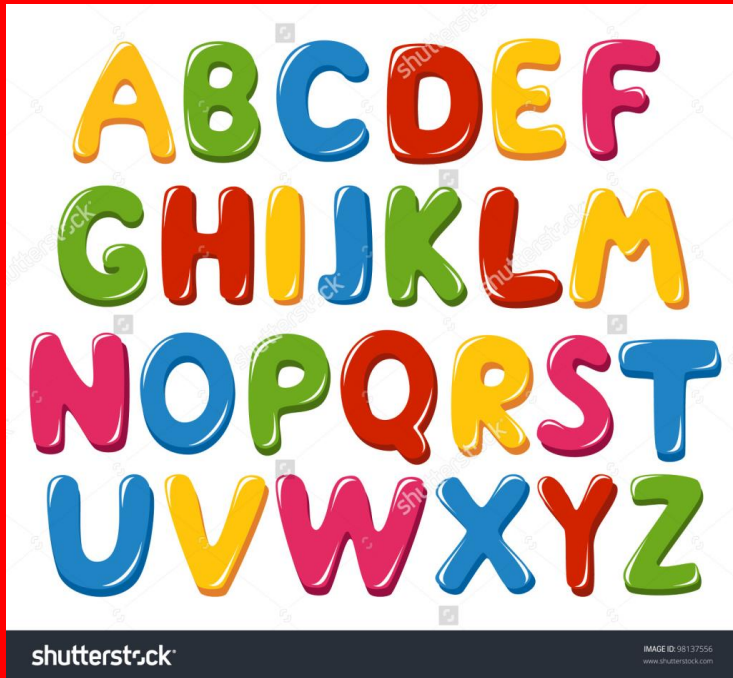 ABCDEF
GHIJKLM
NOPQRST
UVWXYZ
shutterstock
IMAGE ID: 98137556
www.shutterstock.com